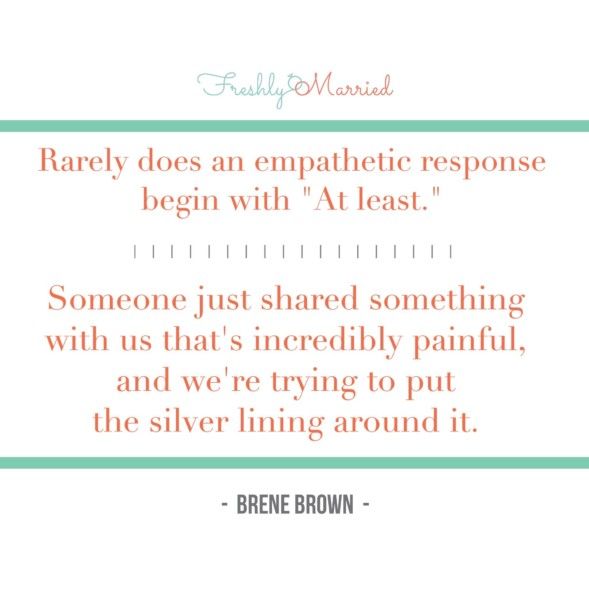 Freshly Married
Rarely does an empathetic response
begin with "At least."
Someone just shared something
with us that's incredibly painful,
and we're trying to put
the silver lining around it.
- BRENE BROWN -